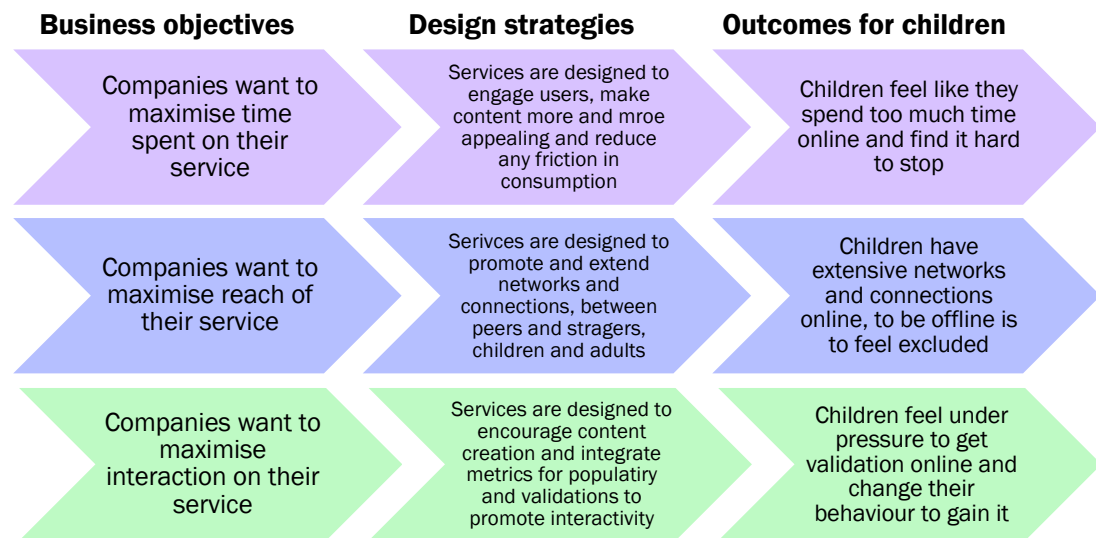 Business objectives
Design strategies
Outcomes for children
Companies want to
maximise time
spent on their
service
Services are designed to
engage users, make
content more and mroe
appealing and reduce
any friction in
consumption
Children feel like they
spend too much time
online and find it hard
to stop
Companies want to
maximise reach of
their service
Serivces are designed to
promote and extend
networks and
connections, between
peers and stragers,
children and adults
Children have
extensive networks
and connections
online, to be offline is
to feel excluded
Companies want to
maximise
interaction on their
service
Services are designed to
encourage content
creation and integrate
metrics for populatiry
and validations to
promote interactivity
Children feel under
pressure to get
validation online and
change their
behaviour to gain it